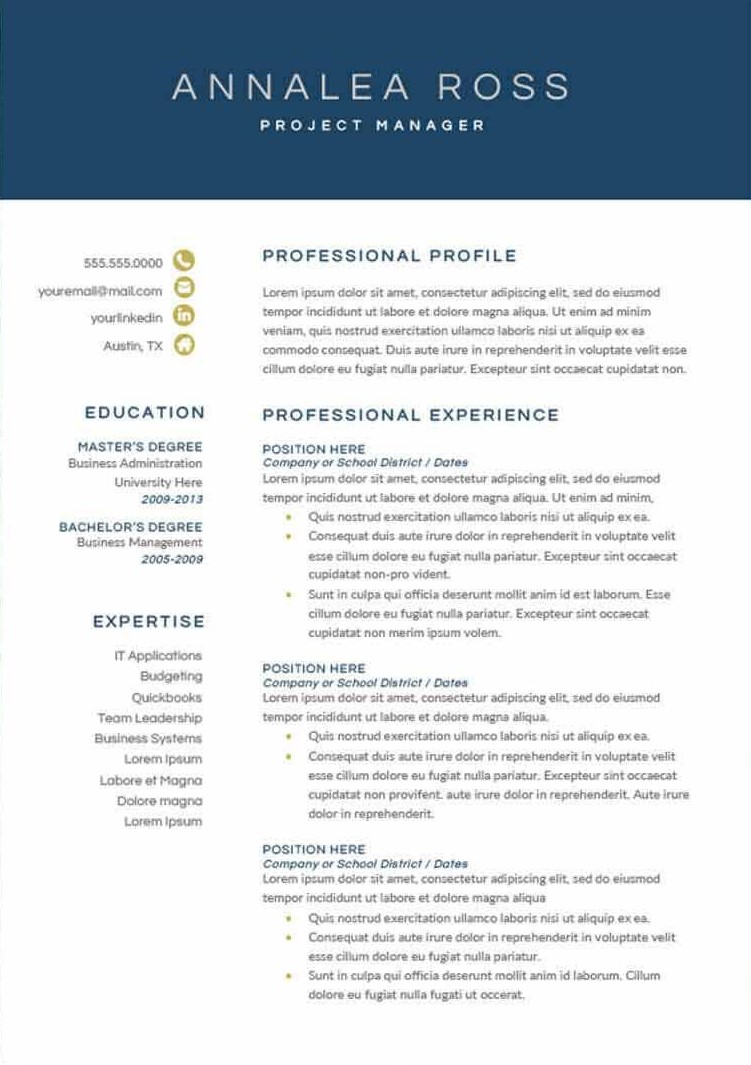 ANNALEA ROSS
PROJECT MANAGER
555.555.0000
youremail@mail.com
yourlinkedin
Austin, TX
EDUCATION
MASTER'S DEGREE
Business Administration
University Here
2009-2013
BACHELOR'S DEGREE
Business Management
2005-2009
EXPERTISE
IT Applications
Budgeting
Quickbooks
Team Leadership
Business Systems
Lorem Ipsum
Labore et Magna
Dolore magna
Lorem Ipsum
PROFESSIONAL PROFILE
Lorem ipsum dolor sit amet, consectetur adipiscing elit, sed do eiusmod
tempor incididunt ut labore et dolore magna aliqua. Ut enim ad minim
veniam, quis nostrud exercitation ullamco laboris nisi ut aliquip ex ea
commodo consequat. Duis aute irure in reprehenderit in voluptate velit esse
cillum dolore eu fugiat nulla pariatur. Excepteur sint occaecat cupidatat non.
PROFESSIONAL EXPERIENCE
POSITION HERE
Company or School District / Dates
Lorem ipsum dolor sit amet, consectetur adipiscing elit, sed do eiusmod
tempor incididunt ut labore et dolore magna aliqua. Ut enim ad minim,
• Quis nostrud exercitation ullamco laboris nisi ut aliquip ex ea.
• Consequat duis aute irure dolor in reprehenderit in voluptate velit
esse cillum dolore eu fugiat nulla pariatur. Excepteur sint occaecat
cupidatat non-pro vident.
• Sunt in culpa qui officia deserunt mollit anim id est laborum. Esse
cillum dolore eu fugiat nulla pariatur. Excepteur sint occaecat
cupidatat non merim ipsum volem.
POSITION HERE
Company or School District / Dates
Lorem ipsum dolor sit amet, consectetur adipiscing elit, sed do eiusmod
tempor incididunt ut labore et dolore magna aliqua.
• Quis nostrud exercitation ullamco laboris nisi ut aliquip ex ea.
• Consequat duis aute irure dolor in reprehenderit in voluptate velit
esse cillum dolore eu fugiat nulla pariatur. Excepteur sint occaecat
cupidatat non provifent. aute irure dolor in reprehenderit. Aute irure
dolor in reprehenderit.
POSITION HERE
Company or School District / Dates
Lorem ipsum dolor sit amet, consectetur adipiscing elit, sed do eiusmod
tempor incididunt ut labore et dolore magna aliqua
• Quis nostrud exercitation ullamco laboris nisi ut aliquip ex ea.
• Consequat duis aute irure dolor in reprehenderit in voluptate velit
esse cillum dolore eu fugiat nulla pariatur.
• Sunt in culpa qui officia deserunt mollit anim id laborum. Cillum
dolore eu fugiat nulla fugati ut occerat.